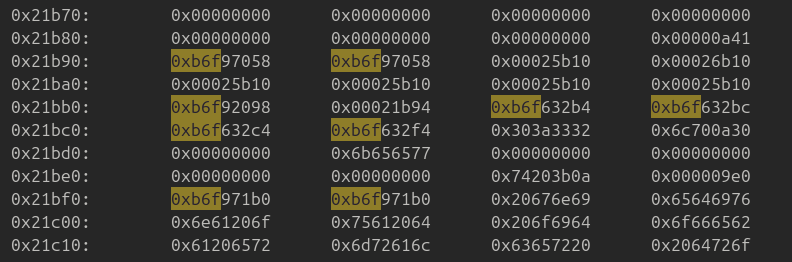 0x21b70: 0x00000000 0x00000000 0x00000000 0x00000000
0x21b80: 0x00000000 0x00000000 0x00000000 0x00000a41
0x21b90: 0xb6f97058 0xb6f97058 0x00025b10 0x00026b10
0x21ba0: 0x00025b10 0x00025b10 0x00025b10 0x00025b10
0x21bb0: 0xb6f92098 0x00021b94 0xb6f632b4 0xb6f632bc
0x21bc0: 0xb6f632c4 0xb6f632f4 0x303a3332 0x6c700a30
0x21bd0: 0x00000000 0x6b656577 0x00000000 0x00000000
0x21be0: 0x00000000 0x00000000 0x74203b0a 0x000009e0
0x21bf0: 0xb6f971b0 0xb6f971b0 0x20676e69 0x65646976
0x21c00: 0x6e61206f 0x75612064 0x206f6964 0x6f666562
0x21c10: 0x61206572 0x6d72616c 0x63657220 0x2064726f